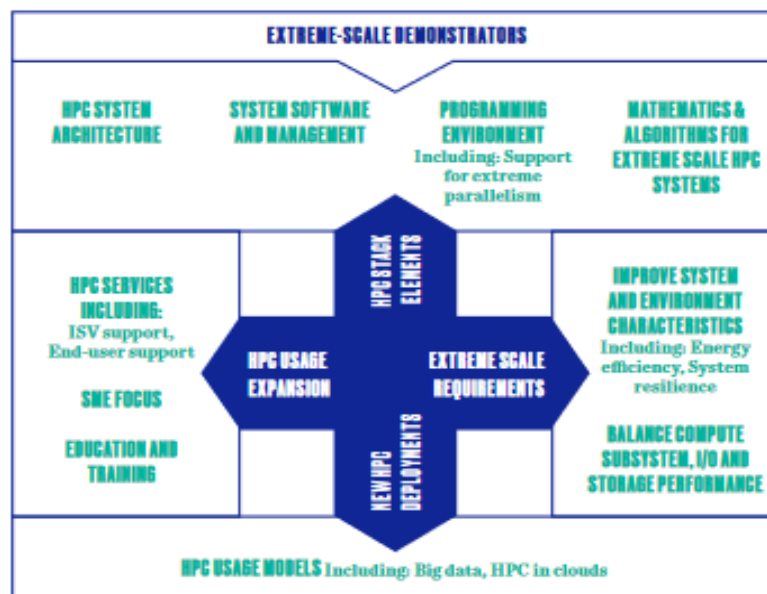 EXTREME-SCALE DEMONSTRATORS
HPC SYSTEM
ARCHITECTURE
SYSTEM SOFTWARE
AND MANAGEMENT
PROGRAMMING
ENVIRONMENT
Including: Support
for extreme
parallelism
MATHEMATICS &
ALGORITHMS FOR
EXTREME SCALE HPC
SYSTEMS
HPC STACK
ELEMENTS
HPC SERVICES
INCLUDING:
ISV support,
End-user support
SME FOCUS
EDUCATION AND
TRAINING
HPC USAGE
EXPANSION
EXTREME SCALE
REQUIREMENTS
IMPROVE SYSTEM
AND ENVIRONMENT
CHARACTERISTICS
Including: Energy
efficiency, System
resilience
BALANCE COMPUTE
SUBSYSTEM, I/O AND
STORAGE PERFORMANCE
NEW HPC
DEPLOYMENTS
HPC USAGE MODELS Including: Big data, HPC in clouds